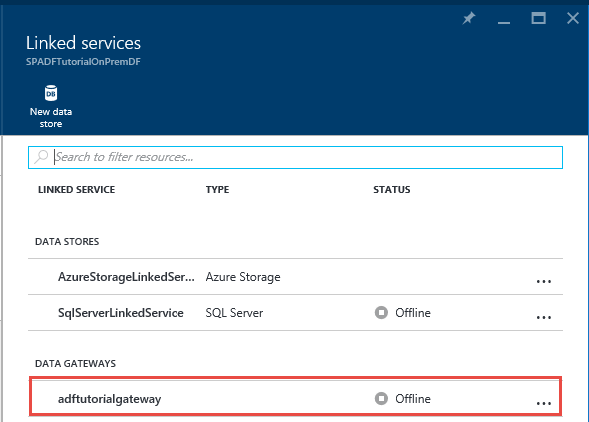 Linked services
SPADFTutorialOnPremDF
DB
New data
store
Search to filter resources...
LINKED SERVICE TYPE STATUS
DATA STORES
AzureStorageLinkedSer... Azure Storage ...
SqlServerLinkedService SQL Server Offline ...
DATA GATEWAYS
adftutorialgateway Offline ...